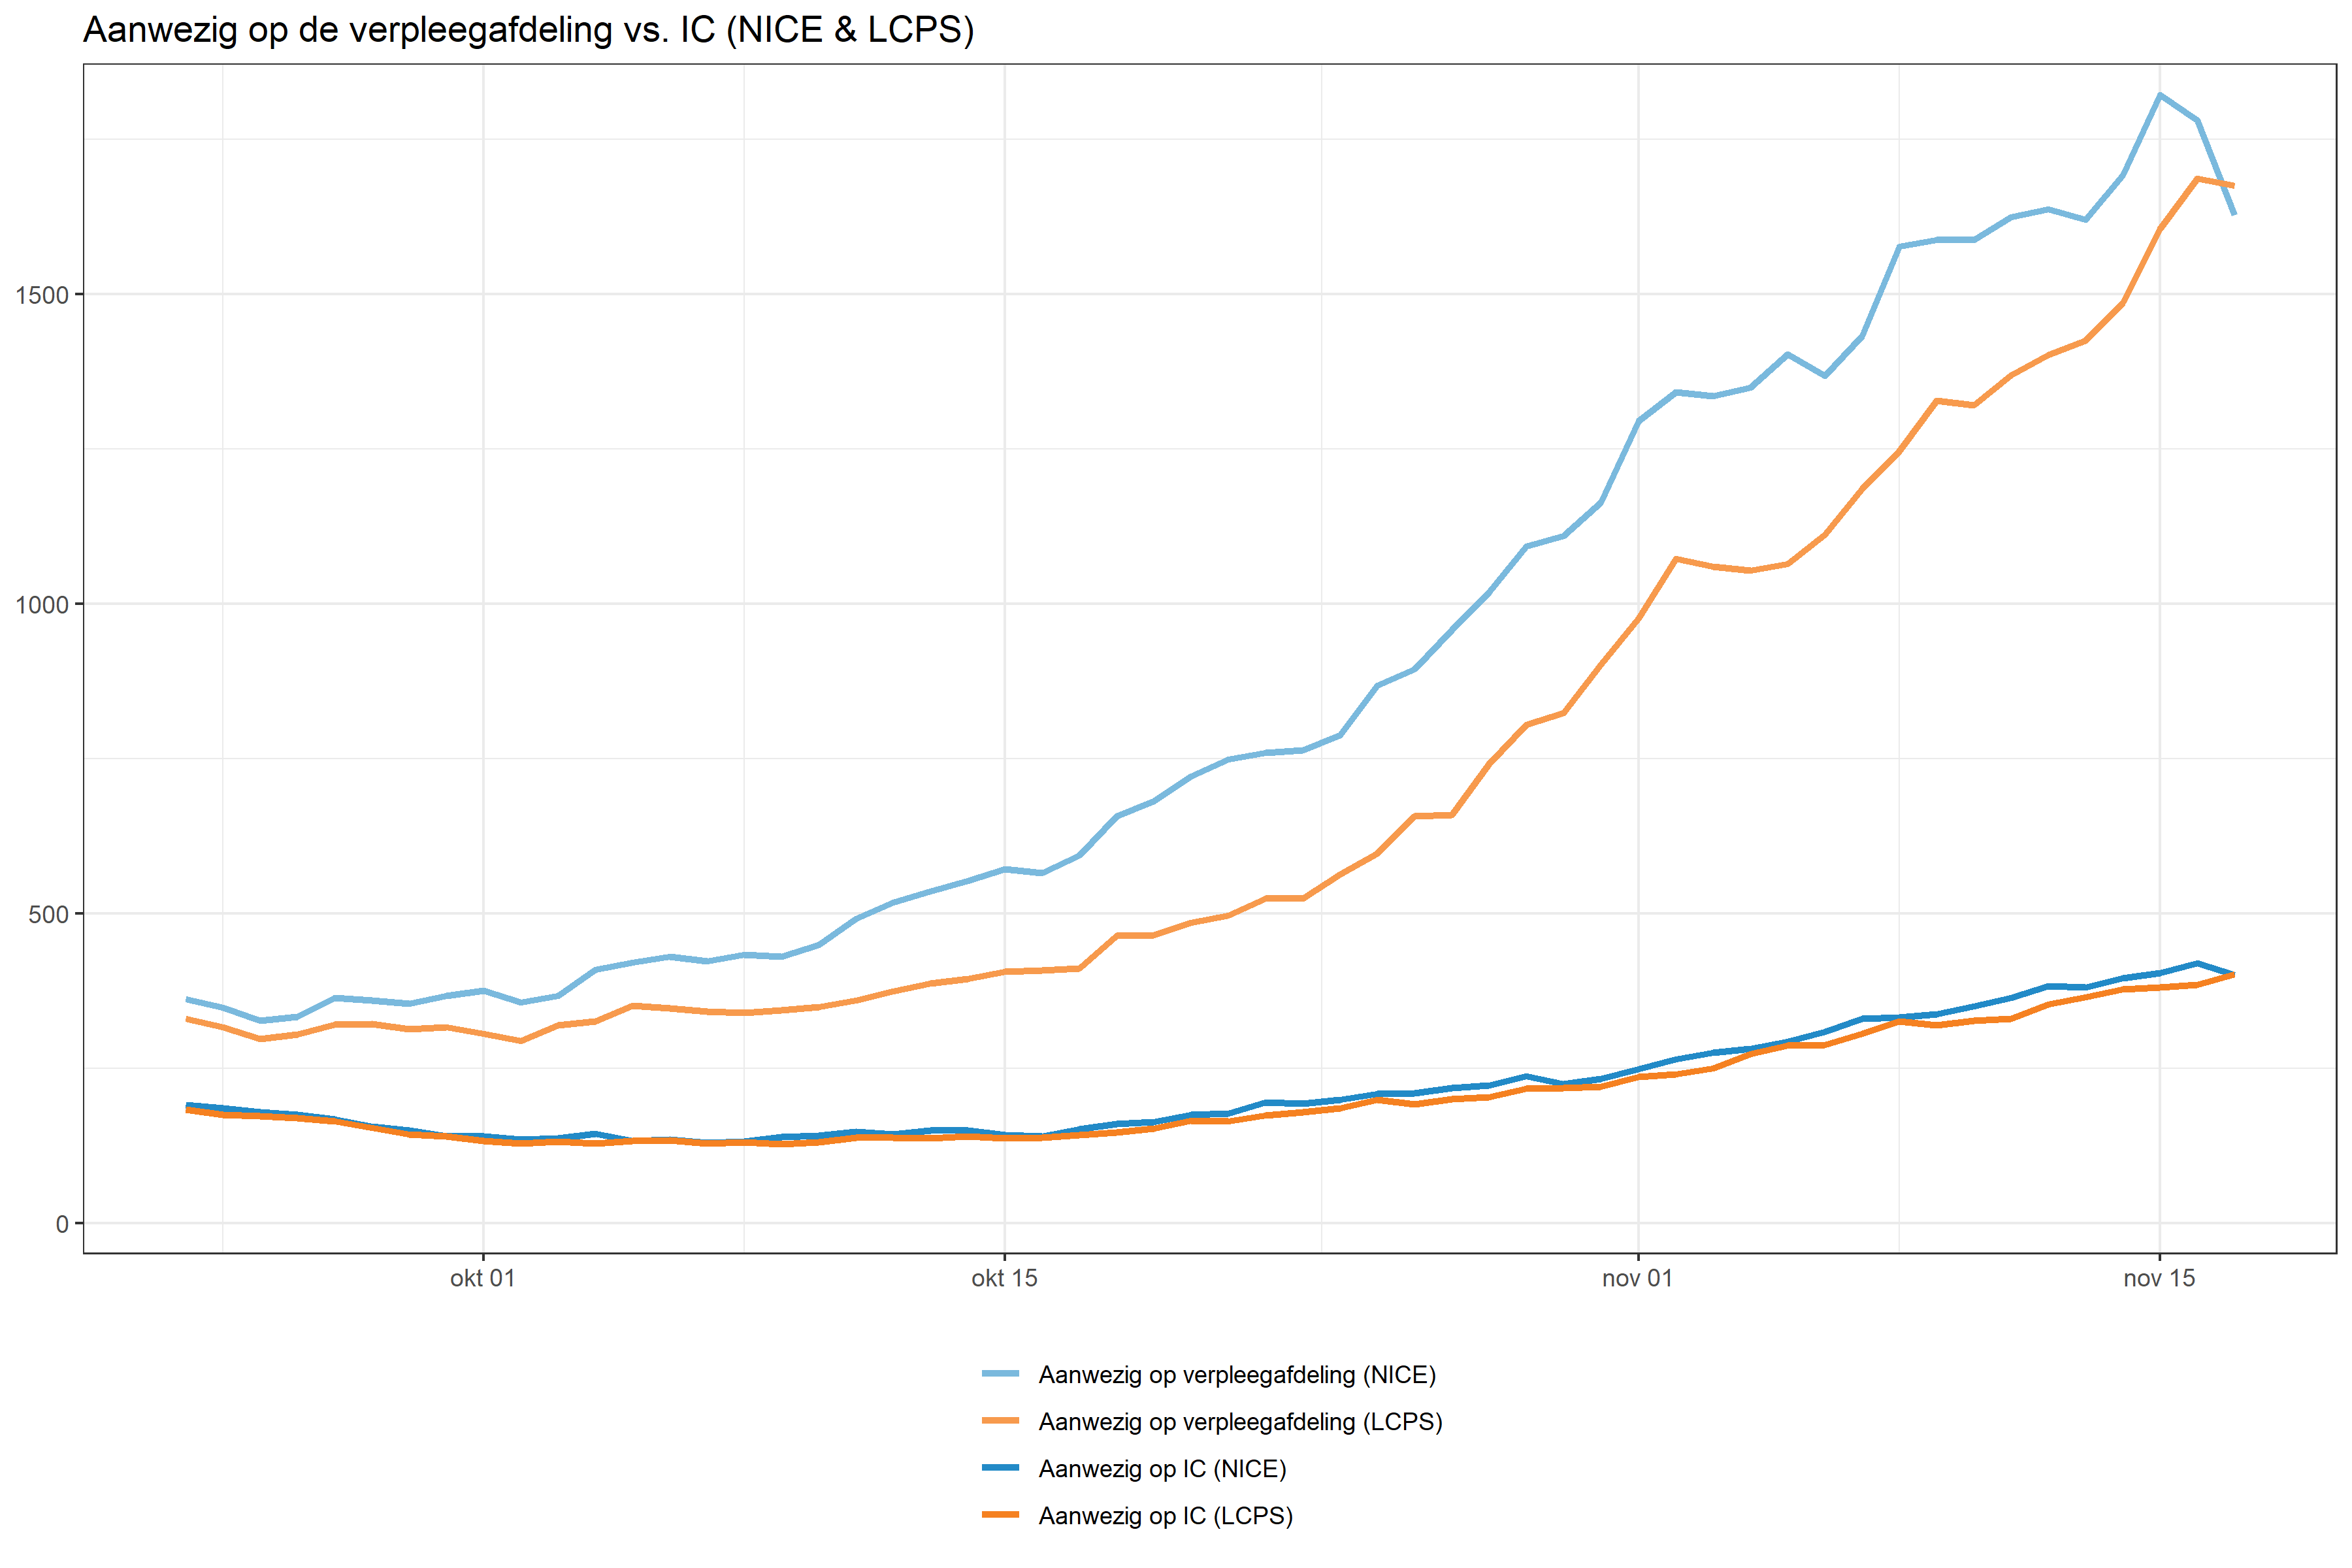 Aanwezig op de verpleegafdeling vs. IC (NICE & LCPS)
1500
1000
500
0
okt 01 okt 15 nov 01 nov 15
Aanwezig op verpleegafdeling (NICE)
Aanwezig op verpleegafdeling (LCPS)
Aanwezig op IC (NICE)
Aanwezig op IC (LCPS)